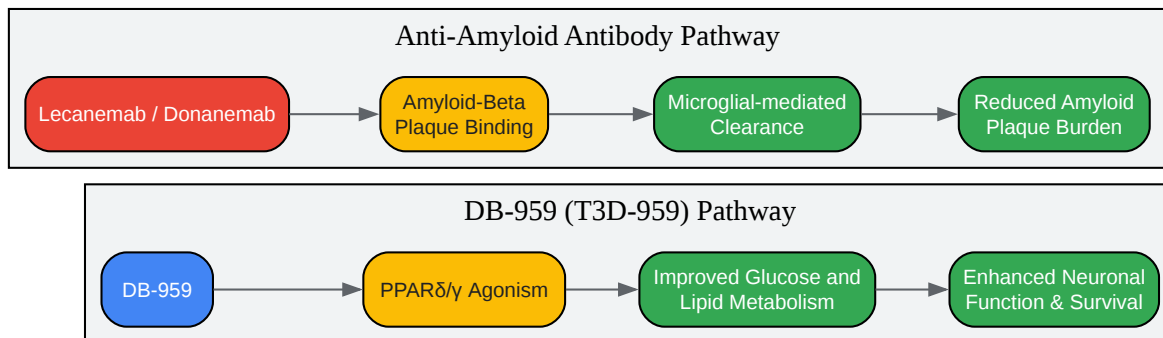 Anti-Amyloid Antibody Pathway
Lecanemab / Donanemab
Amyloid-Beta
Plaque Binding
Microglial-mediated
Clearance
Reduced Amyloid
Plaque Burden
DB-959 (T3D-959) Pathway
DB-959
PPARδ/γ Agonism
Improved Glucose and
Lipid Metabolism
Enhanced Neuronal
Function & Survival